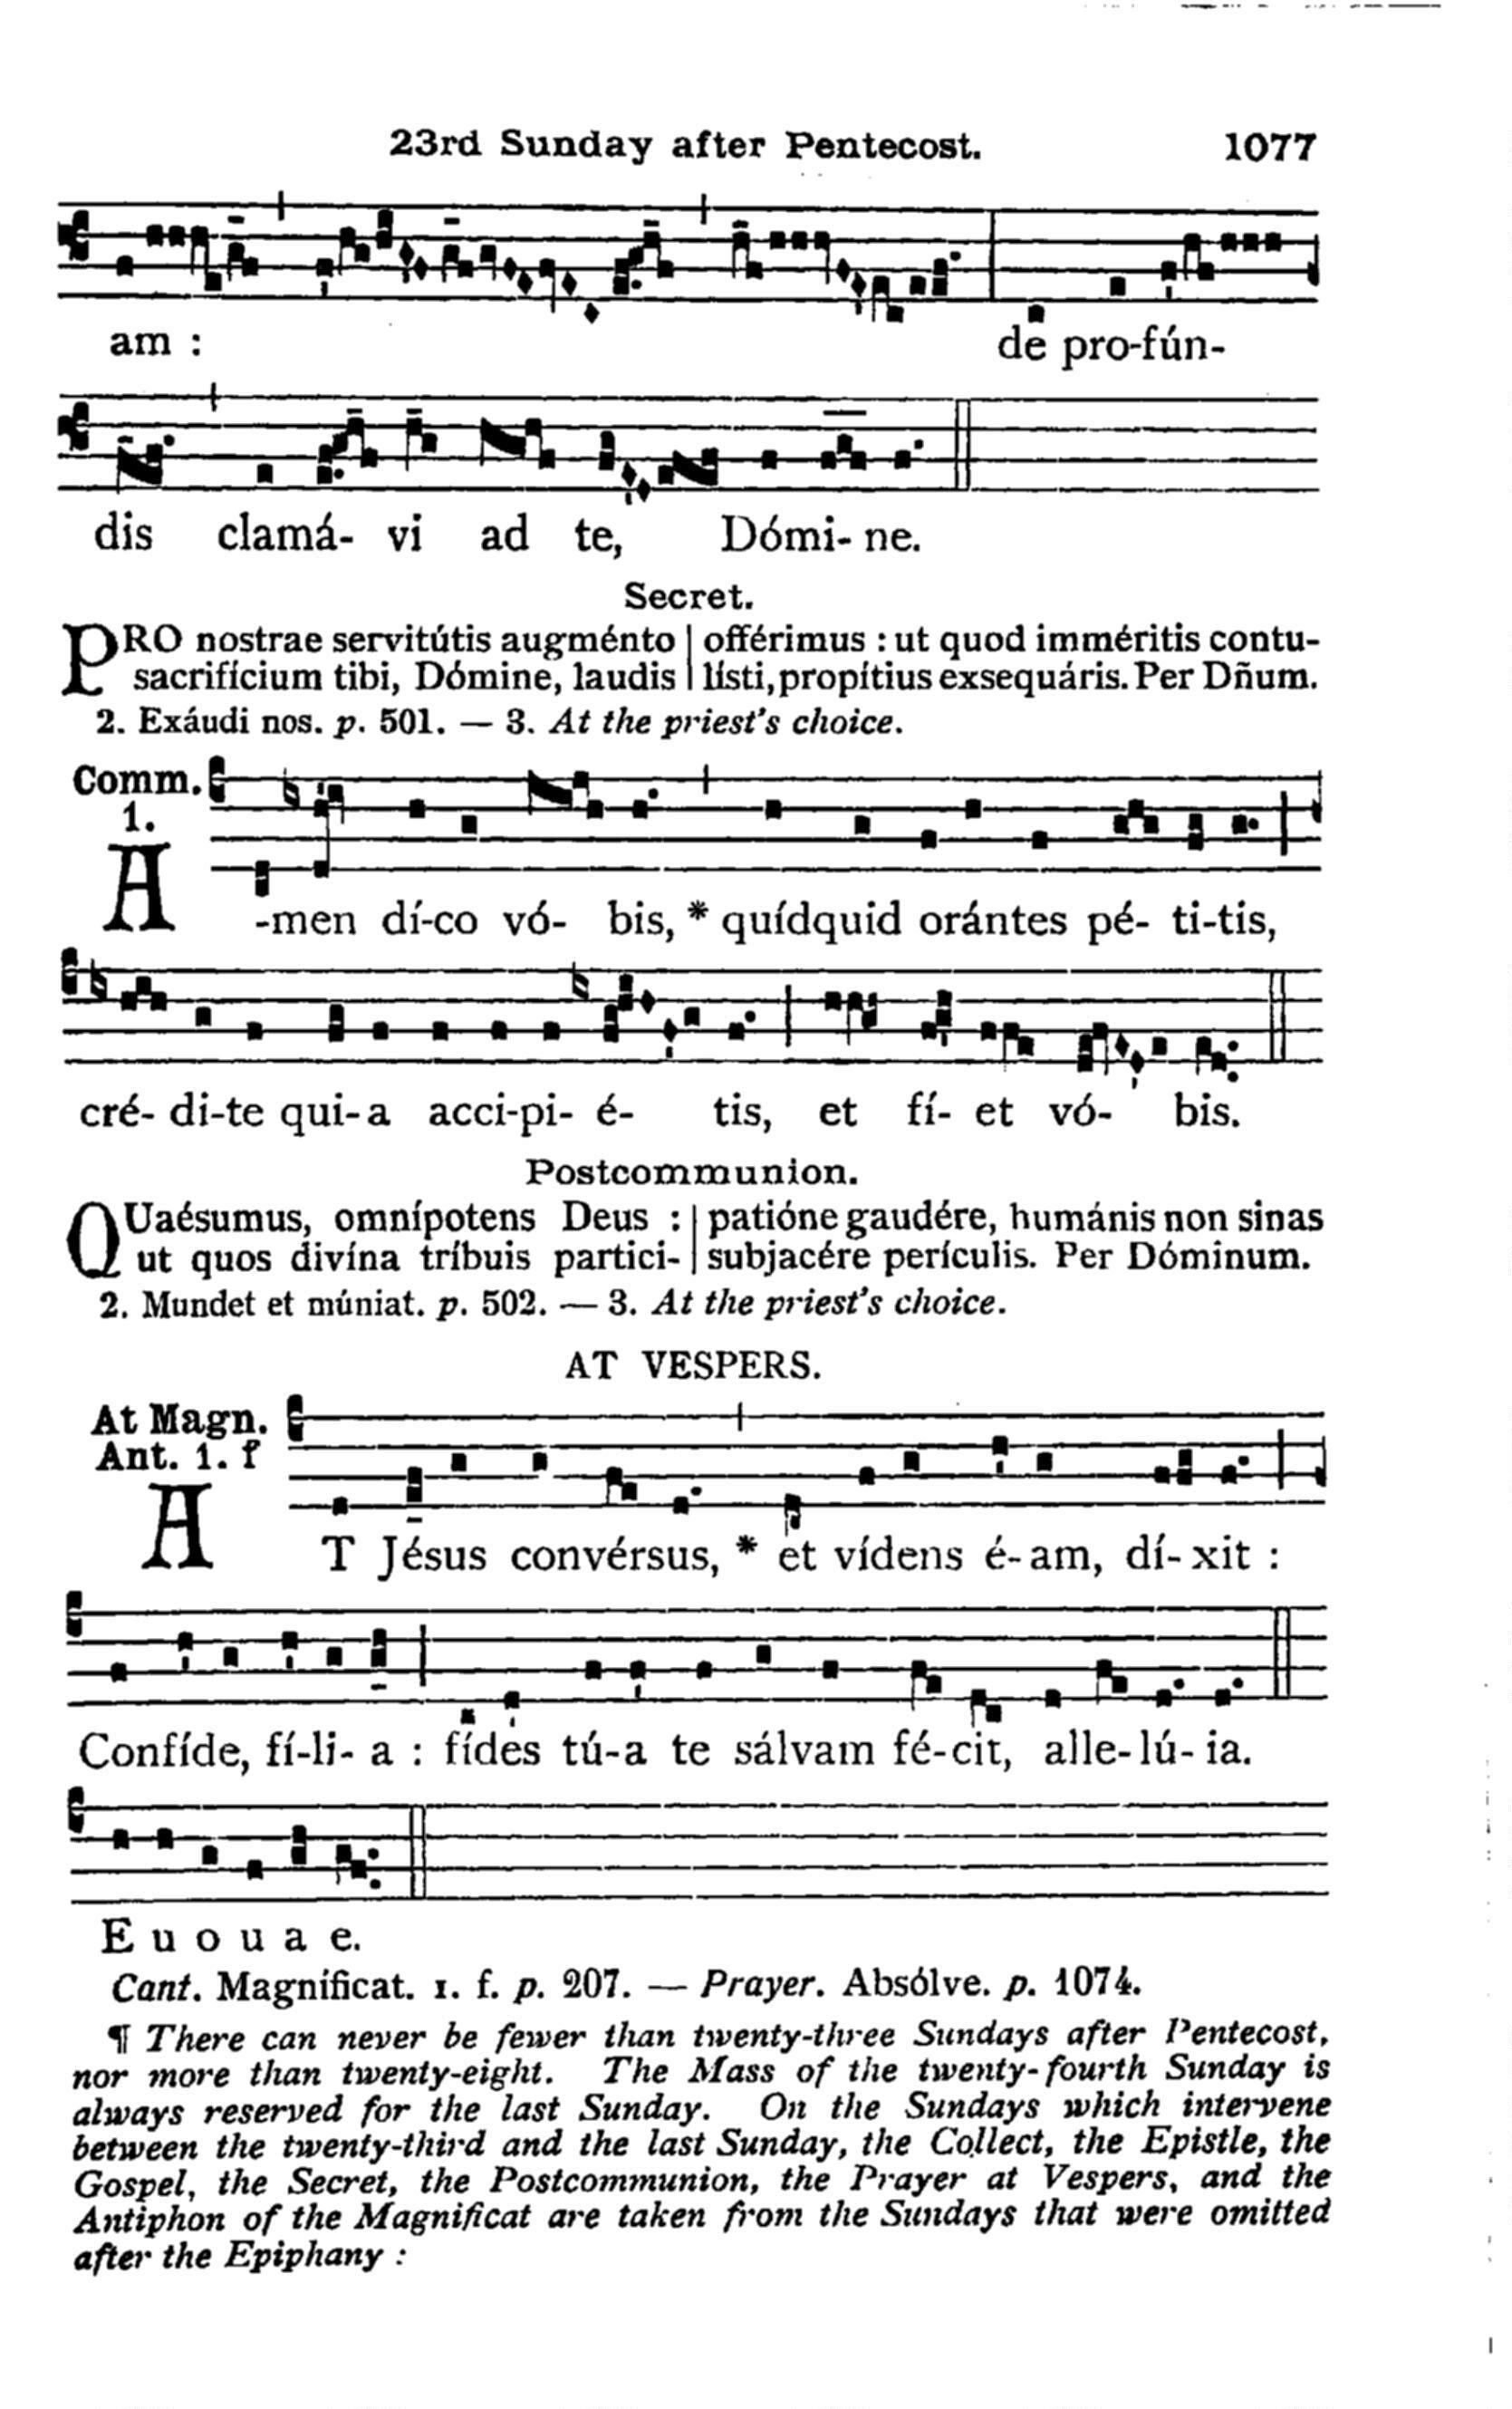 23rd Sunday after Pentecost. 1077
am : de pro-fún-
dis clamá- vi ad te, Dómi- ne.
Secret.
PRO nostrae servitútis augménto
sacrifícium tibi, Dómine, laudis
offérimus : ut quod imméritis contu-
lísti, propítius exsequáris. Per Dñum.
2. Exáudi nos. p. 501. — 3. At the priest's choice.
Comm.
1.
A-men dí-co vó- bis, * quídquid orántes pé- ti-tis,
cré- di-te qui- a acci-pi- é- tis, et fí- et vó- bis.
Postcommunion.
QUaésumus, omnípotens Deus :
ut quos divína tríbuis partici-
patióne gaudére, humánis non sinas
subjacére perículis. Per Dóminum.
2. Mundet et múniat. p. 502. — 3. At the priest's choice.
AT VESPERS.
At Magn.
Ant. 1. f
AT Jésus convérsus, * et vídens é- am, dí- xit :
Confíde, fí-li- a : fídes tú-a te sálvam fé-cit, alle- lú- ia.
E u o u a e.
Cant. Magníficat. 1. f. p. 207. — Prayer. Absólve. p. 1074.
¶ There can never be fewer than twenty-three Sundays after Pentecost,
nor more than twenty-eight. The Mass of the twenty-fourth Sunday is
always reserved for the last Sunday. On the Sundays which intervene
between the twenty-third and the last Sunday, the Collect, the Epistle, the
Gospel, the Secret, the Postcommunion, the Prayer at Vespers, and the
Antiphon of the Magnificat are taken from the Sundays that were omitted
after the Epiphany :